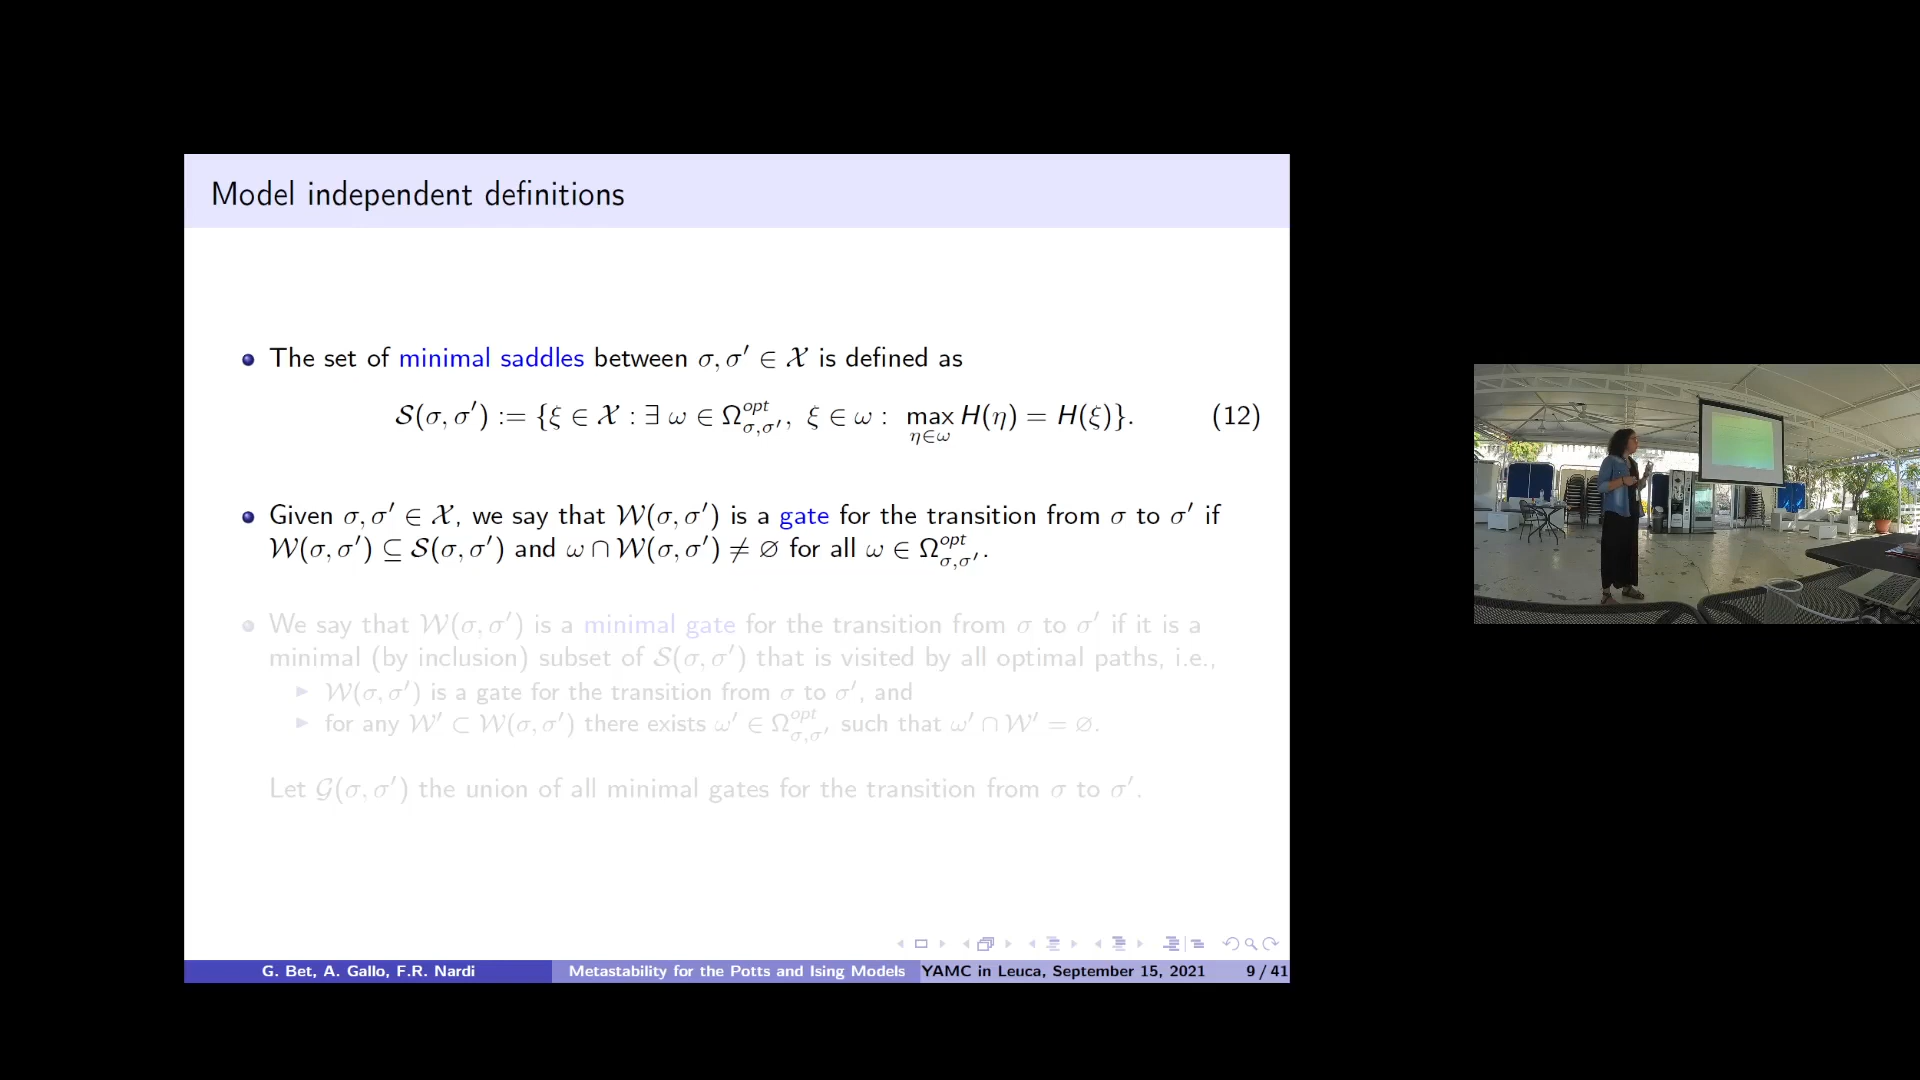 Model independent definitions
• The set of minimal saddles between σ, σ′ ∈ 𝒳 is defined as
𝒮(σ, σ′) := {ξ ∈ 𝒳 : ∃ ω ∈ Ω^{opt}_{σ,σ′}, ξ ∈ ω : max_{η∈ω} H(η) = H(ξ)}. (12)
• Given σ, σ′ ∈ 𝒳, we say that 𝒲(σ, σ′) is a gate for the transition from σ to σ′ if
𝒲(σ, σ′) ⊆ 𝒮(σ, σ′) and ω ∩ 𝒲(σ, σ′) ≠ ∅ for all ω ∈ Ω^{opt}_{σ,σ′}.
• We say that 𝒲(σ, σ′) is a minimal gate for the transition from σ to σ′ if it is a
minimal (by inclusion) subset of 𝒮(σ, σ′) that is visited by all optimal paths, i.e.,
▶ 𝒲(σ, σ′) is a gate for the transition from σ to σ′, and
▶ for any 𝒲′ ⊂ 𝒲(σ, σ′) there exists ω′ ∈ Ω^{opt}_{σ,σ′} such that ω′ ∩ 𝒲′ = ∅.
Let 𝒢(σ, σ′) the union of all minimal gates for the transition from σ to σ′.
G. Bet, A. Gallo, F.R. Nardi Metastability for the Potts and Ising Models YAMC in Leuca, September 15, 2021 9 / 41